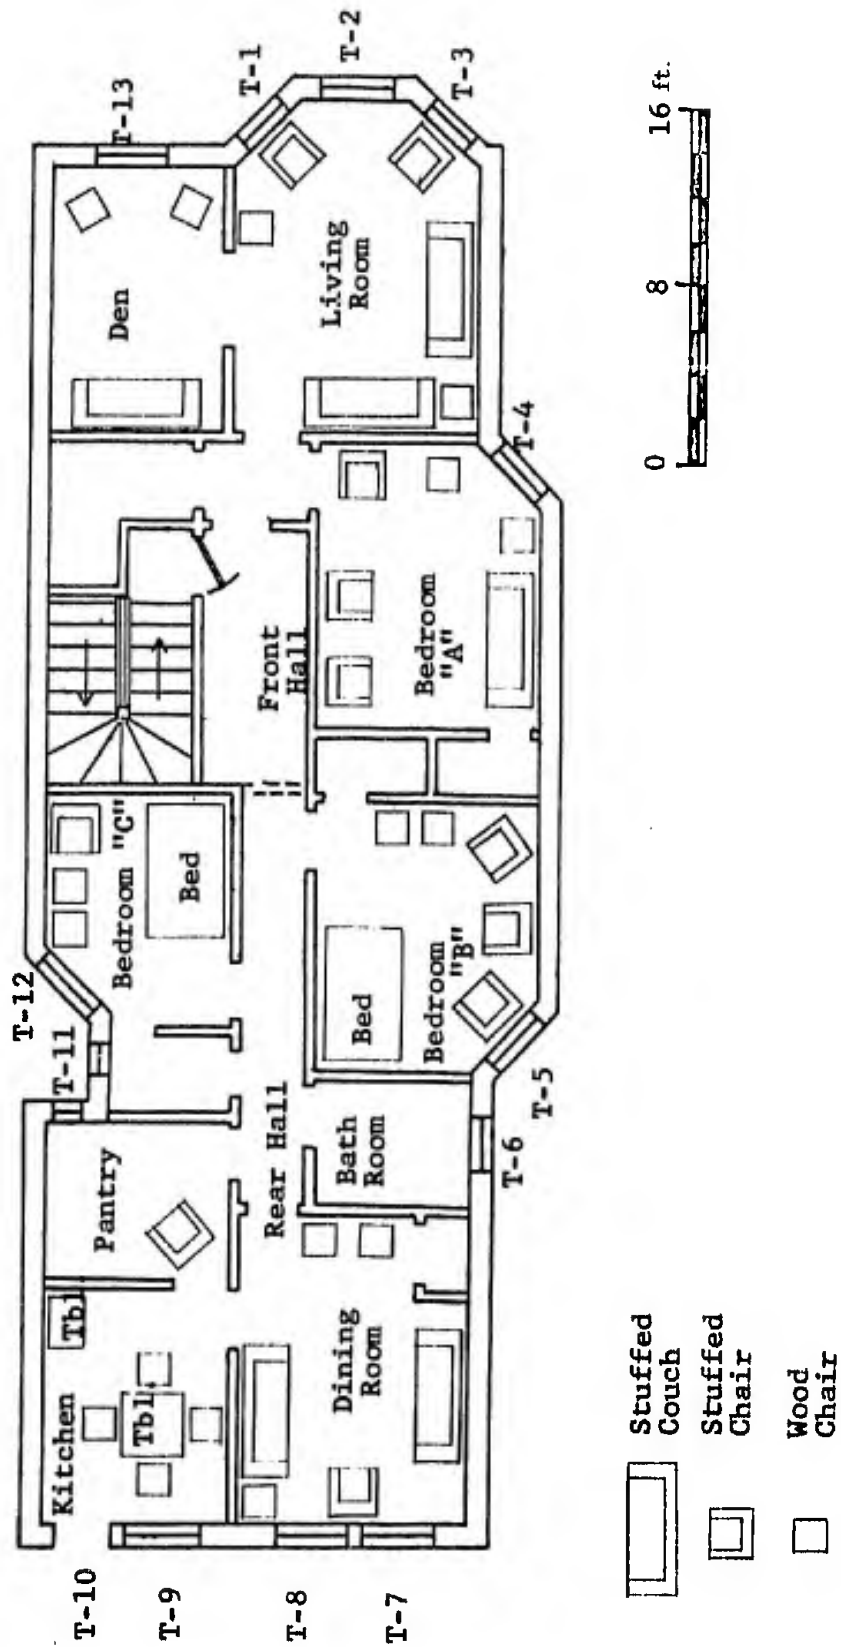 T-10
T-9
T-8
T-7
Kitchen
Tbl
Tbl
Pantry
T-11
T-12
Bedroom "C"
Bed
Dining
Room
Rear Hall
Bath
Room
T-6
T-5
Bed
Bedroom
"B"
Front
Hall
Bedroom
"A"
T-4
Den
Living
Room
T-13
T-1
T-2
T-3
Stuffed
Couch
Stuffed
Chair
Wood
Chair
0
8
16 ft.